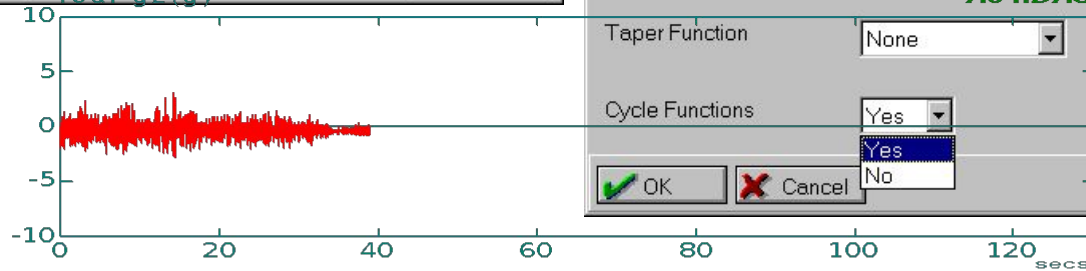 10
5
0
-5
-10
0 20 40 60 80 100 120
secs
Taper Function None
Cycle Functions Yes
Yes
No
OK Cancel